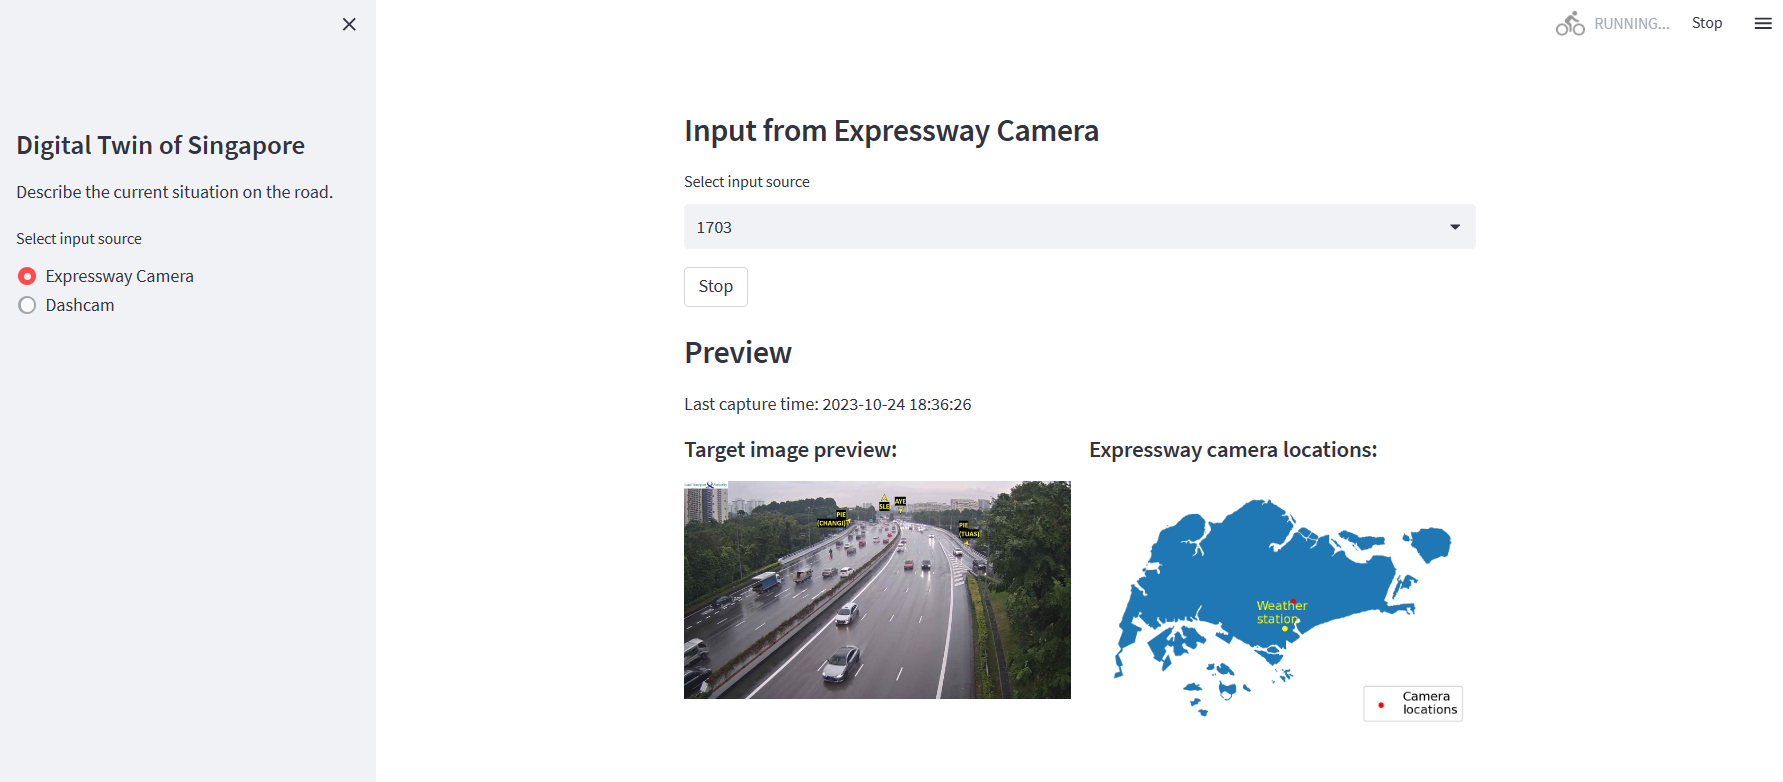 RUNNING...
Stop
Digital Twin of Singapore
Describe the current situation on the road.
Select input source
Expressway Camera
Dashcam
Input from Expressway Camera
Select input source
1703
Stop
Preview
Last capture time: 2023-10-24 18:36:26
Target image preview:
PIE
(CHANGI)
SLE
AYE
PIE
(TUAS)
Expressway camera locations:
Weather
station
Camera
locations